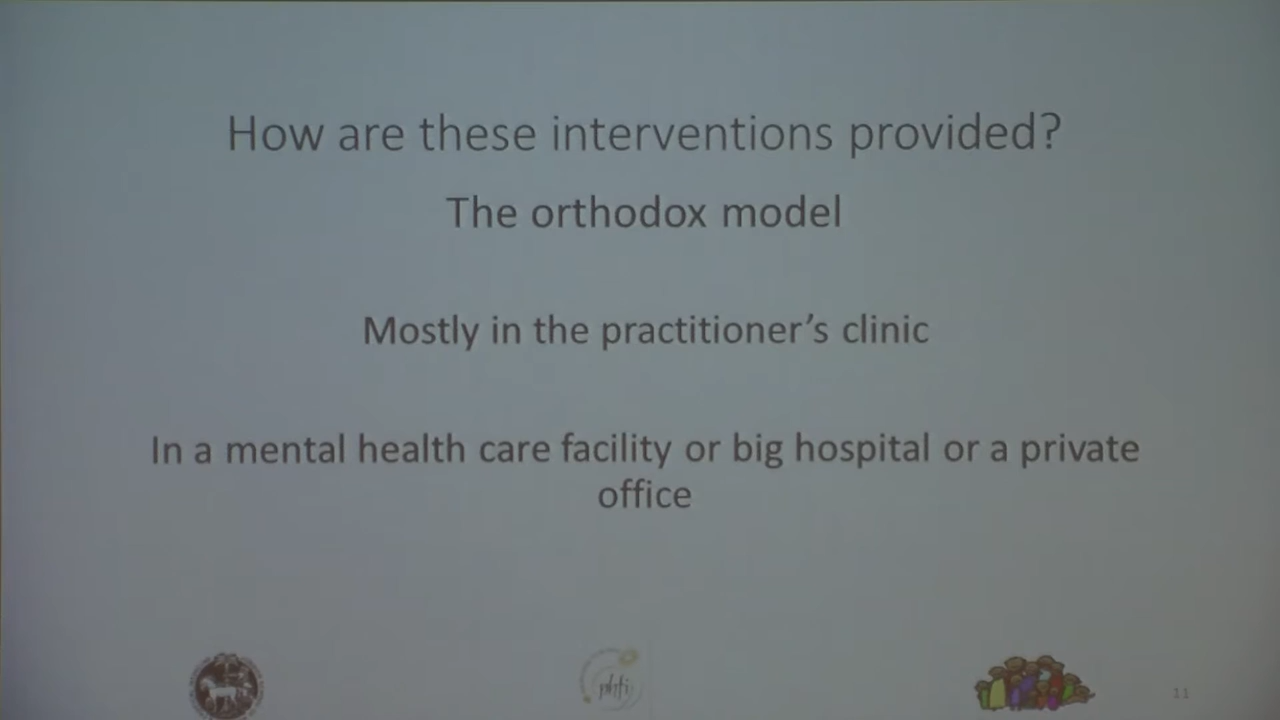 How are these interventions provided?
The orthodox model
Mostly in the practitioner’s clinic
In a mental health care facility or big hospital or a private
office
phfi
11